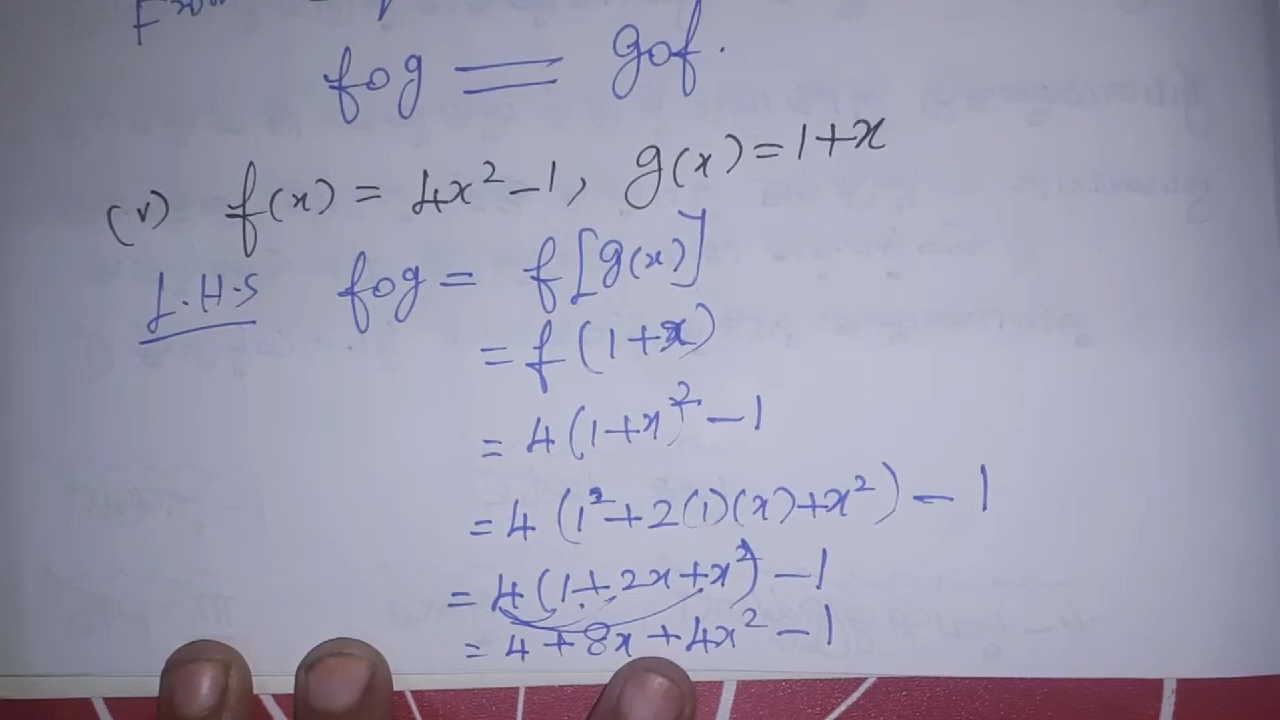 fog = gof.
(v) f(x) = 4x² - 1, g(x) = 1+x
L.H.S fog = f[g(x)]
= f(1+x)
= 4(1+x)² - 1
= 4(1²+2(1)(x)+x²) - 1
= 4(1+2x+x²) - 1
= 4+8x+4x² - 1